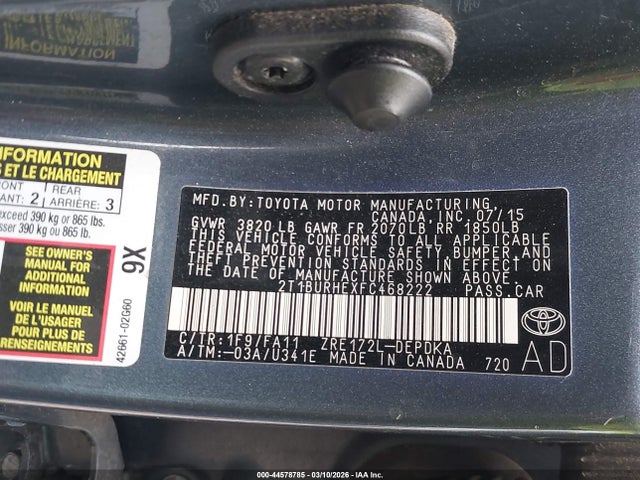 INFORMATION
INFORMATION
S ET LE CHARGEMENT
RONT
REAR
ANT: 2
ARRIÈRE: 3
exceed 390 kg or 865 lbs.
sser 390 kg ou 865 lb.
SEE OWNER'S
MANUAL FOR
ADDITIONAL
INFORMATION
VOIR LE MANUEL
DE L'USAGER
POUR PLUS DE
RENSEIGNEMENTS
9X
42661-02G60
MFD.BY:TOYOTA MOTOR MANUFACTURING,
CANADA,INC.07/15
GVWR 3820LB GAWR FR 2070LB RR 1850LB
THIS VEHICLE CONFORMS TO ALL APPLICABLE
FEDERAL MOTOR VEHICLE SAFETY, BUMPER AND
THEFT PREVENTION STANDARDS IN EFFECT ON
THE DATE OF MANUFACTURE SHOWN ABOVE.
2T1BURHEXFC468222 PASS.CAR
C/TR:1F9/FA11 ZRE172L-DEPDKA
A/TM:-03A/U341E MADE IN CANADA 720
AD
000-44578785 - 03/10/2026 - IAA, Inc.